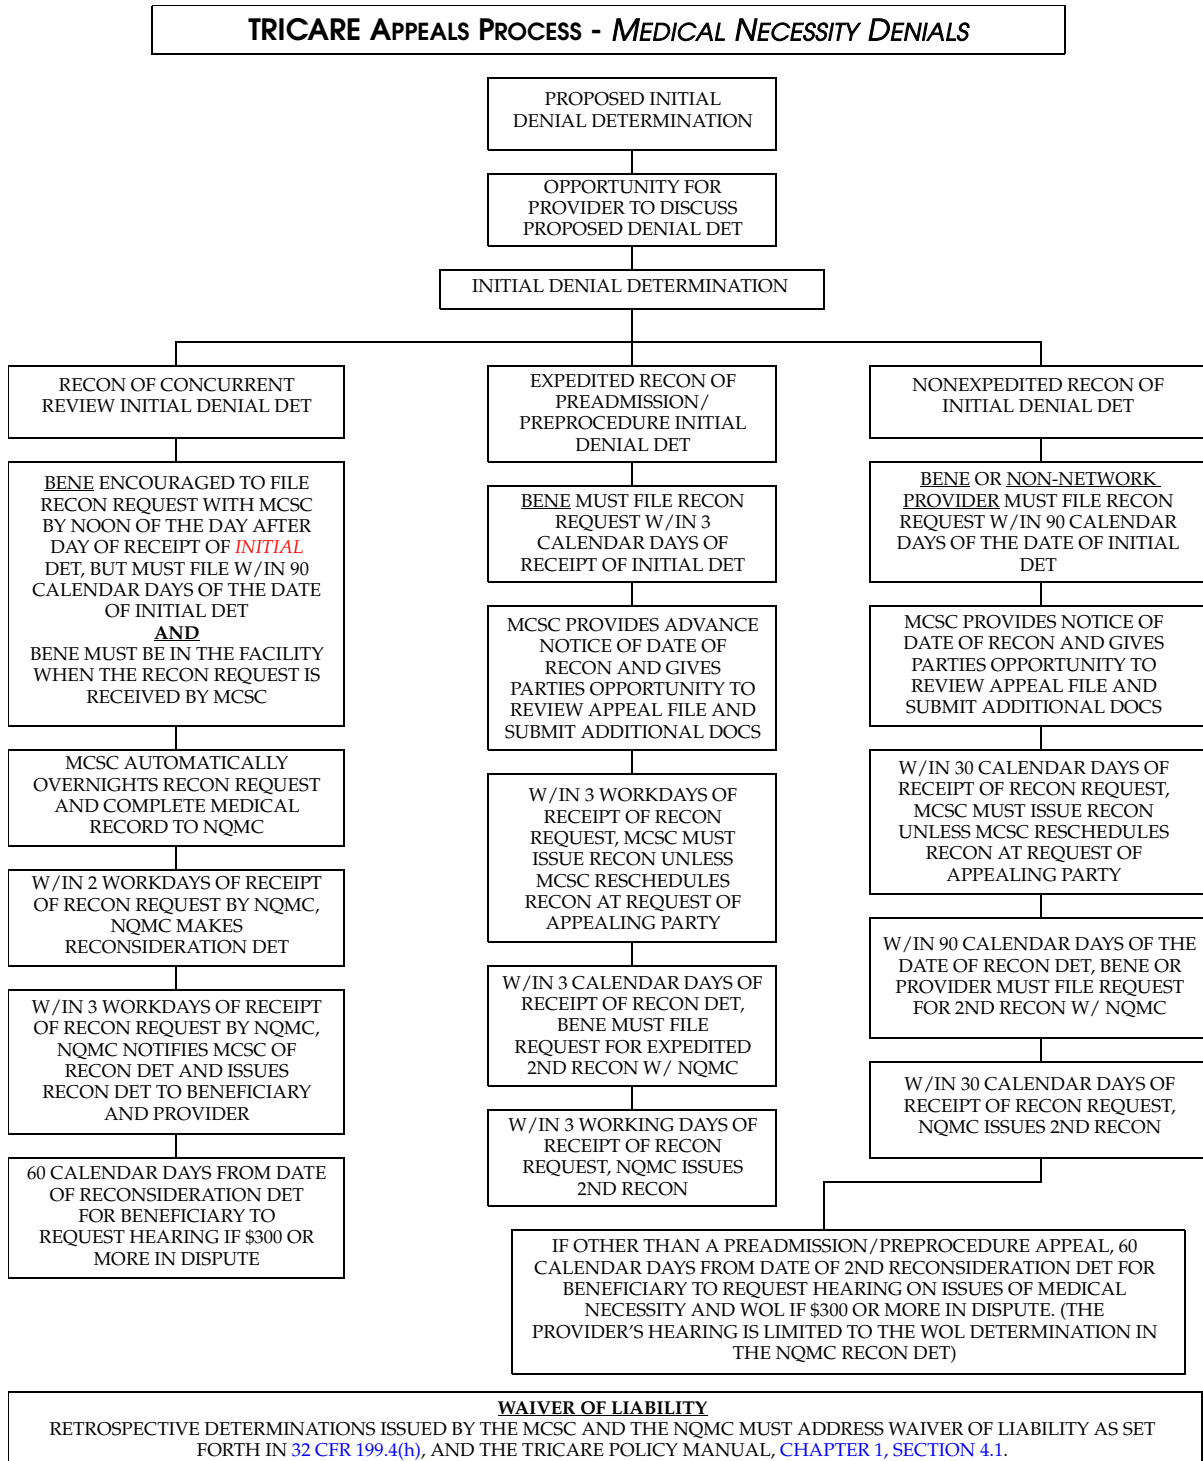 TRICARE APPEALS PROCESS - MEDICAL NECESSITY DENIALS
PROPOSED INITIAL
DENIAL DETERMINATION
OPPORTUNITY FOR
PROVIDER TO DISCUSS
PROPOSED DENIAL DET
INITIAL DENIAL DETERMINATION
RECON OF CONCURRENT
REVIEW INITIAL DENIAL DET
BENE ENCOURAGED TO FILE
RECON REQUEST WITH MCSC
BY NOON OF THE DAY AFTER
DAY OF RECEIPT OF INITIAL
DET, BUT MUST FILE W/IN 90
CALENDAR DAYS OF THE DATE
OF INITIAL DET
AND
BENE MUST BE IN THE FACILITY
WHEN THE RECON REQUEST IS
RECEIVED BY MCSC
MCSC AUTOMATICALLY
OVERNIGHTS RECON REQUEST
AND COMPLETE MEDICAL
RECORD TO NQMC
W/IN 2 WORKDAYS OF RECEIPT
OF RECON REQUEST BY NQMC,
NQMC MAKES
RECONSIDERATION DET
W/IN 3 WORKDAYS OF RECEIPT
OF RECON REQUEST BY NQMC,
NQMC NOTIFIES MCSC OF
RECON DET AND ISSUES
RECON DET TO BENEFICIARY
AND PROVIDER
60 CALENDAR DAYS FROM DATE
OF RECONSIDERATION DET
FOR BENEFICIARY TO
REQUEST HEARING IF $300 OR
MORE IN DISPUTE
EXPEDITED RECON OF
PREADMISSION/
PREPROCEDURE INITIAL
DENIAL DET
BENE MUST FILE RECON
REQUEST W/IN 3
CALENDAR DAYS OF
RECEIPT OF INITIAL DET
MCSC PROVIDES ADVANCE
NOTICE OF DATE OF
RECON AND GIVES
PARTIES OPPORTUNITY TO
REVIEW APPEAL FILE AND
SUBMIT ADDITIONAL DOCS
W/IN 3 WORKDAYS OF
RECEIPT OF RECON
REQUEST, MCSC MUST
ISSUE RECON UNLESS
MCSC RESCHEDULES
RECON AT REQUEST OF
APPEALING PARTY
W/IN 3 CALENDAR DAYS OF
RECEIPT OF RECON DET,
BENE MUST FILE
REQUEST FOR EXPEDITED
2ND RECON W/ NQMC
W/IN 3 WORKING DAYS OF
RECEIPT OF RECON
REQUEST, NQMC ISSUES
2ND RECON
NONEXPEDITED RECON OF
INITIAL DENIAL DET
BENE OR NON-NETWORK
PROVIDER MUST FILE RECON
REQUEST W/IN 90 CALENDAR
DAYS OF THE DATE OF INITIAL
DET
MCSC PROVIDES NOTICE OF
DATE OF RECON AND GIVES
PARTIES OPPORTUNITY TO
REVIEW APPEAL FILE AND
SUBMIT ADDITIONAL DOCS
W/IN 30 CALENDAR DAYS OF
RECEIPT OF RECON REQUEST,
MCSC MUST ISSUE RECON
UNLESS MCSC RESCHEDULES
RECON AT REQUEST OF
APPEALING PARTY
W/IN 90 CALENDAR DAYS OF THE
DATE OF RECON DET, BENE OR
PROVIDER MUST FILE REQUEST
FOR 2ND RECON W/ NQMC
W/IN 30 CALENDAR DAYS OF
RECEIPT OF RECON REQUEST,
NQMC ISSUES 2ND RECON
IF OTHER THAN A PREADMISSION/PREPROCEDURE APPEAL, 60
CALENDAR DAYS FROM DATE OF 2ND RECONSIDERATION DET FOR
BENEFICIARY TO REQUEST HEARING ON ISSUES OF MEDICAL
NECESSITY AND WOL IF $300 OR MORE IN DISPUTE. (THE
PROVIDER'S HEARING IS LIMITED TO THE WOL DETERMINATION IN
THE NQMC RECON DET)
WAIVER OF LIABILITY
RETROSPECTIVE DETERMINATIONS ISSUED BY THE MCSC AND THE NQMC MUST ADDRESS WAIVER OF LIABILITY AS SET
FORTH IN 32 CFR 199.4(h), AND THE TRICARE POLICY MANUAL, CHAPTER 1, SECTION 4.1.